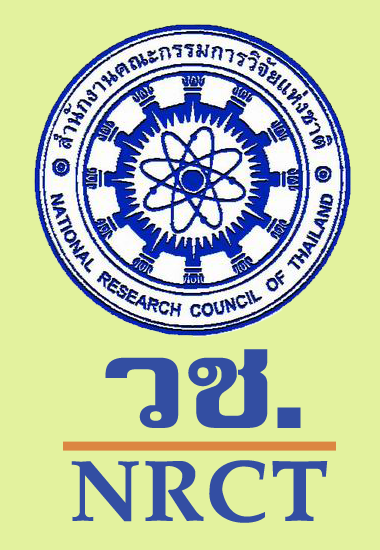 สำนักงานคณะกรรมการวิจัยแห่งชาติ
NATIONAL RESEARCH COUNCIL OF THAILAND
วช.
NRCT